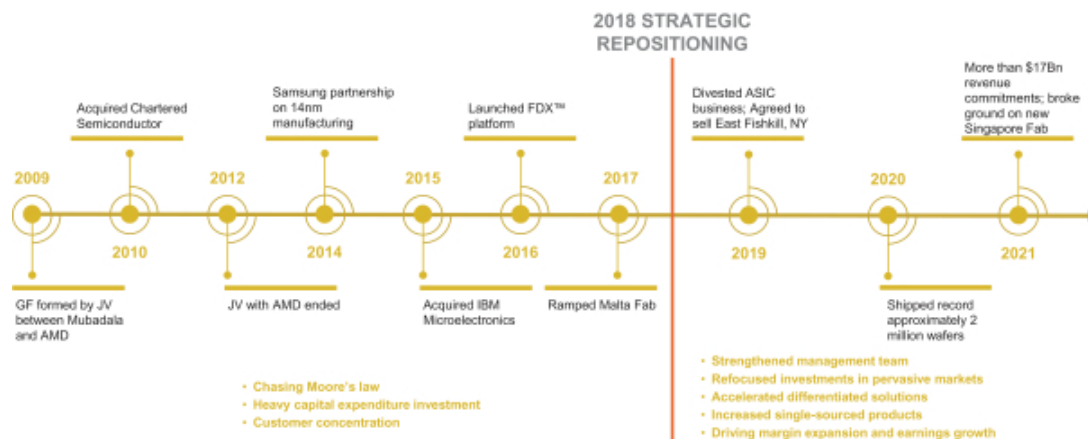 2018 STRATEGIC
REPOSITIONING
Acquired Chartered
Semiconductor
Samsung partnership
on 14nm
manufacturing
Launched FDX™
platform
Divested ASIC
business; Agreed to
sell East Fishkill, NY
More than $17Bn
revenue
commitments; broke
ground on new
Singapore Fab
2009
2012
2015
2017
2020
2010
2014
2016
2019
2021
GF formed by JV
between Mubadala
and AMD
JV with AMD ended
Acquired IBM
Microelectronics
Ramped Malta Fab
Shipped record
approximately 2
million wafers
• Chasing Moore's law
• Heavy capital expenditure investment
• Customer concentration
• Strengthened management team
• Refocused investments in pervasive markets
• Accelerated differentiated solutions
• Increased single-sourced products
• Driving margin expansion and earnings growth